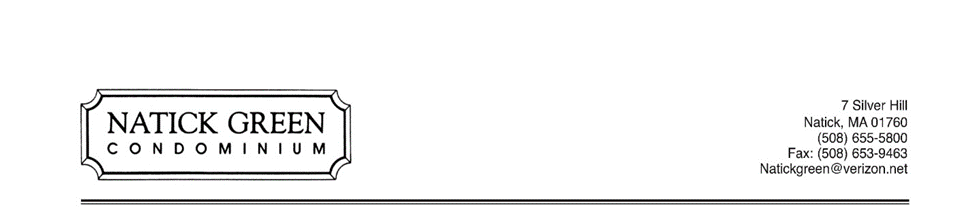 NATICK GREEN
CONDOMINIUM
7 Silver Hill
Natick, MA 01760
(508) 655-5800
Fax: (508) 653-9463
Natickgreen@verizon.net